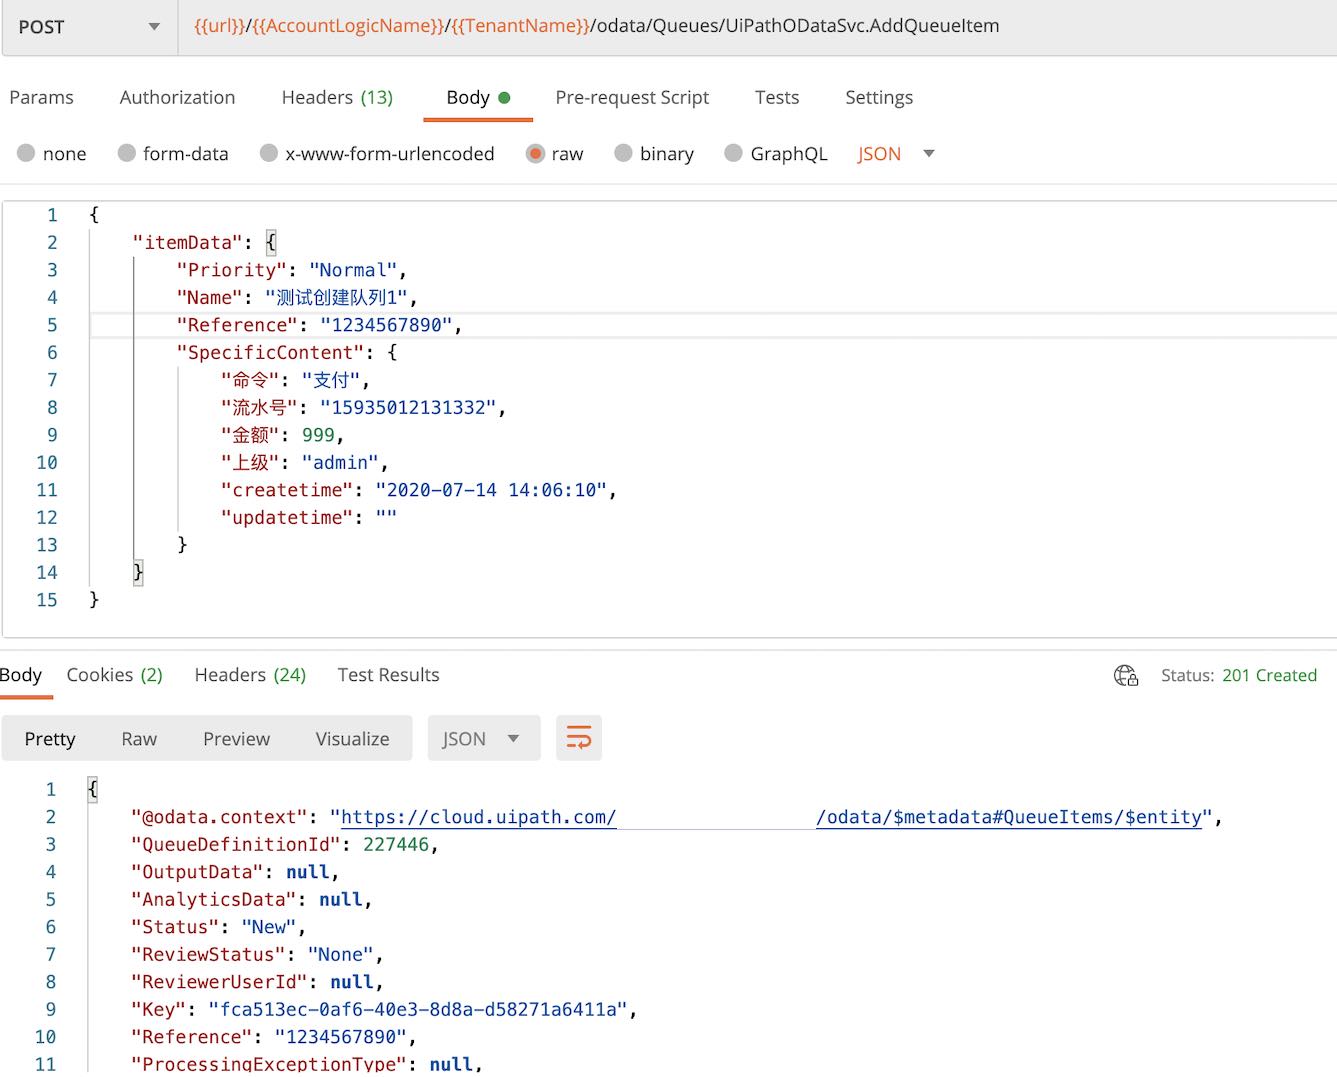 POST {{url}}/{{AccountLogicName}}/{{TenantName}}/odata/Queues/UiPathODataSvc.AddQueueItem
Params Authorization Headers (13) Body Pre-request Script Tests Settings
none form-data x-www-form-urlencoded raw binary GraphQL JSON
1 {
2 "itemData": {
3 "Priority": "Normal",
4 "Name": "测试创建队列1",
5 "Reference": "1234567890",
6 "SpecificContent": {
7 "命令": "支付",
8 "流水号": "15935012131332",
9 "金额": 999,
10 "上级": "admin",
11 "createtime": "2020-07-14 14:06:10",
12 "updatetime": ""
13 }
14 }
15 }
Body Cookies (2) Headers (24) Test Results Status: 201 Created
Pretty Raw Preview Visualize JSON
1 {
2 "@odata.context": "https://cloud.uipath.com/ /odata/$metadata#QueueItems/$entity",
3 "QueueDefinitionId": 227446,
4 "OutputData": null,
5 "AnalyticsData": null,
6 "Status": "New",
7 "ReviewStatus": "None",
8 "ReviewerUserId": null,
9 "Key": "fca513ec-0af6-40e3-8d8a-d58271a6411a",
10 "Reference": "1234567890",
11 "ProcessingExceptionType": null,